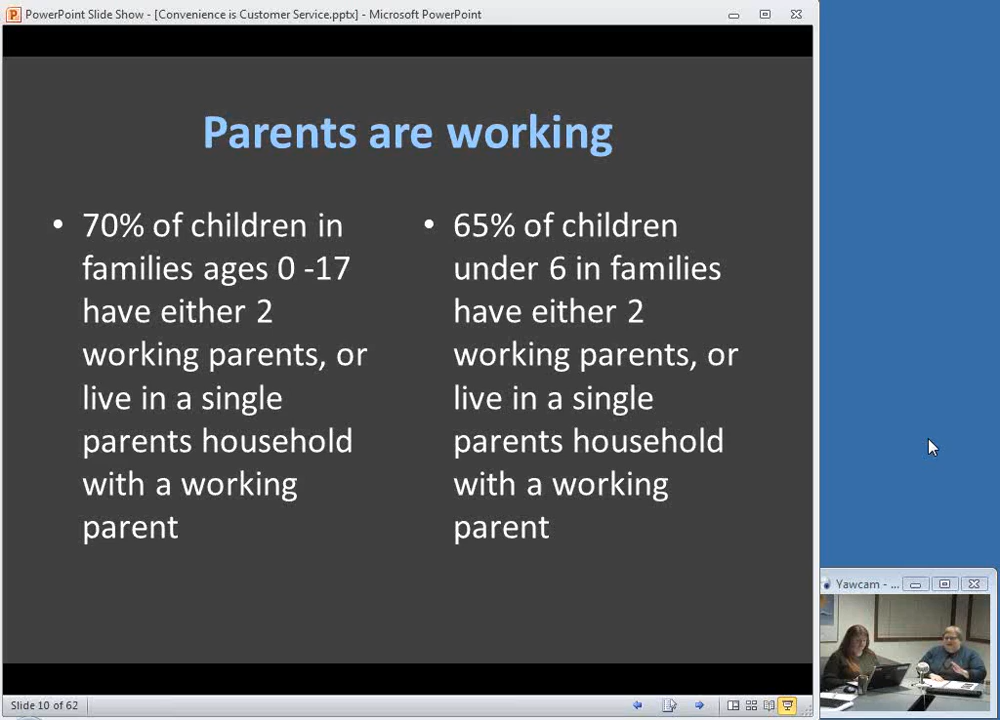 PowerPoint Slide Show - [Convenience is Customer Service.pptx] - Microsoft PowerPoint
Parents are working
• 70% of children in
families ages 0 -17
have either 2
working parents, or
live in a single
parents household
with a working
parent
• 65% of children
under 6 in families
have either 2
working parents, or
live in a single
parents household
with a working
parent
Yawcam - ...
Slide 10 of 62